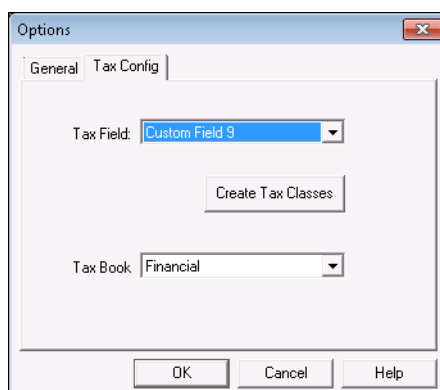 Options
General Tax Config
Tax Field: Custom Field 9
Create Tax Classes
Tax Book Financial
OK Cancel Help